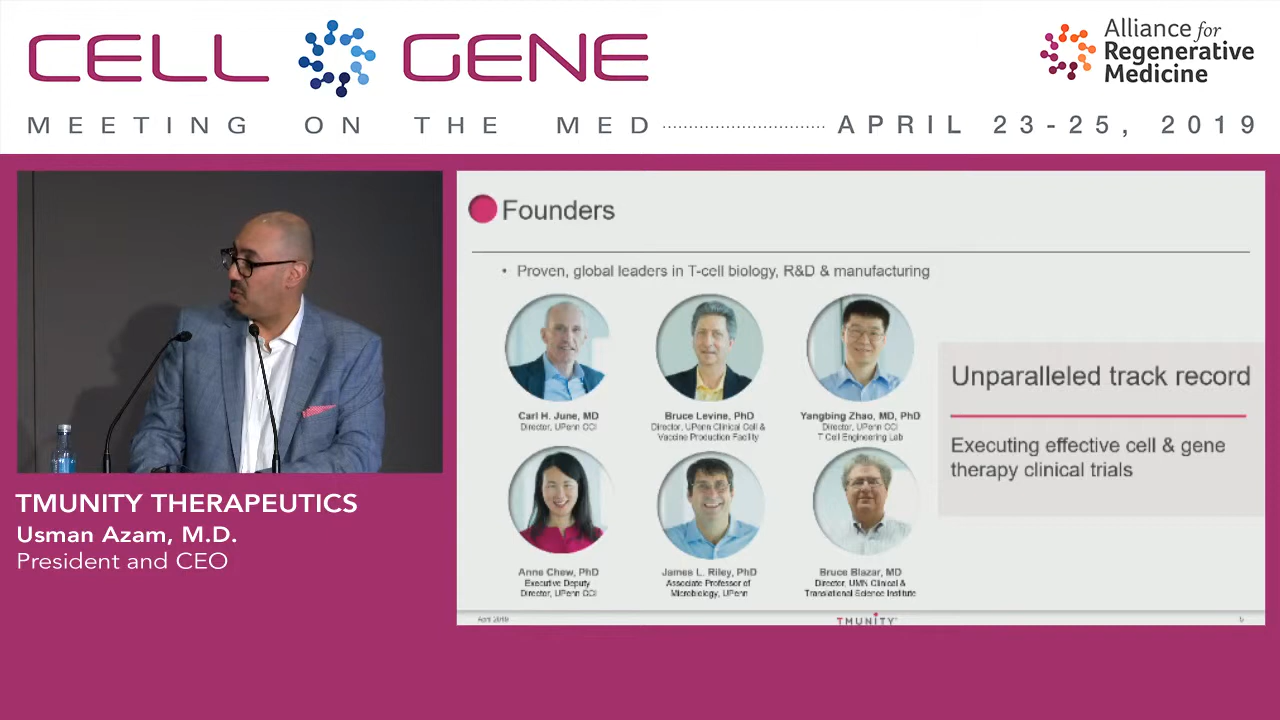 CELL GENE
Alliance for
Regenerative
Medicine
MEETING ON THE MED
APRIL 23-25, 2019
Founders
• Proven, global leaders in T-cell biology, R&D & manufacturing
Carl H. June, MD
Director, UPenn CCI
Bruce Levine, PhD
Director, UPenn Clinical Cell &
Vaccine Production Facility
Yangbing Zhao, MD, PhD
Director, UPenn CCI
T Cell Engineering Lab
Anne Chew, PhD
Executive Deputy
Director, UPenn CCI
James L. Riley, PhD
Associate Professor of
Microbiology, UPenn
Bruce Blazar, MD
Director, UMN Clinical &
Translational Science Institute
Unparalleled track record
Executing effective cell & gene
therapy clinical trials
April 2019
TMUNITY
TMUNITY THERAPEUTICS
Usman Azam, M.D.
President and CEO